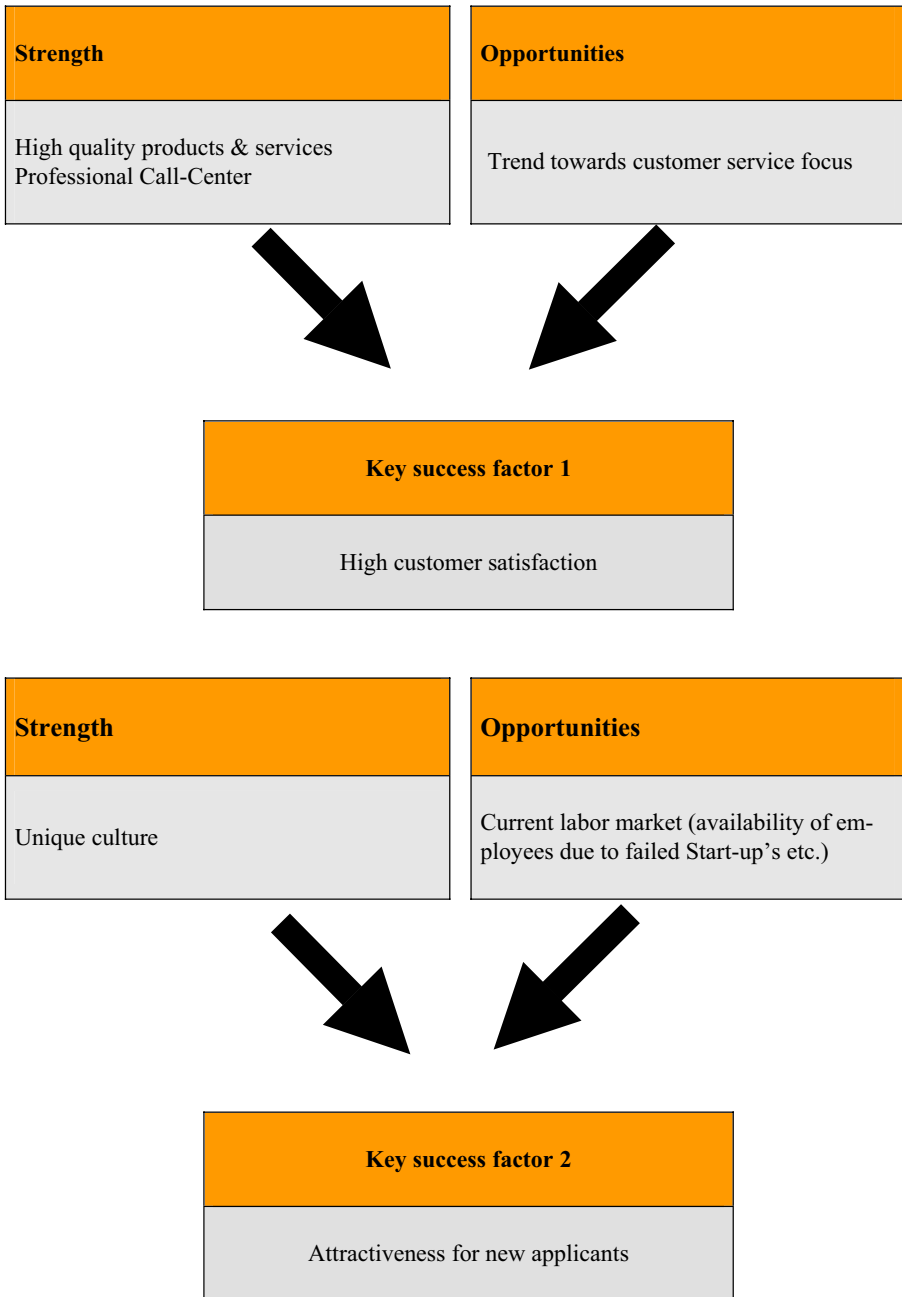 Strength
High quality products & services
Professional Call-Center
Opportunities
Trend towards customer service focus
Key success factor 1
High customer satisfaction
Strength
Unique culture
Opportunities
Current labor market (availability of em-
ployees due to failed Start-up’s etc.)
Key success factor 2
Attractiveness for new applicants